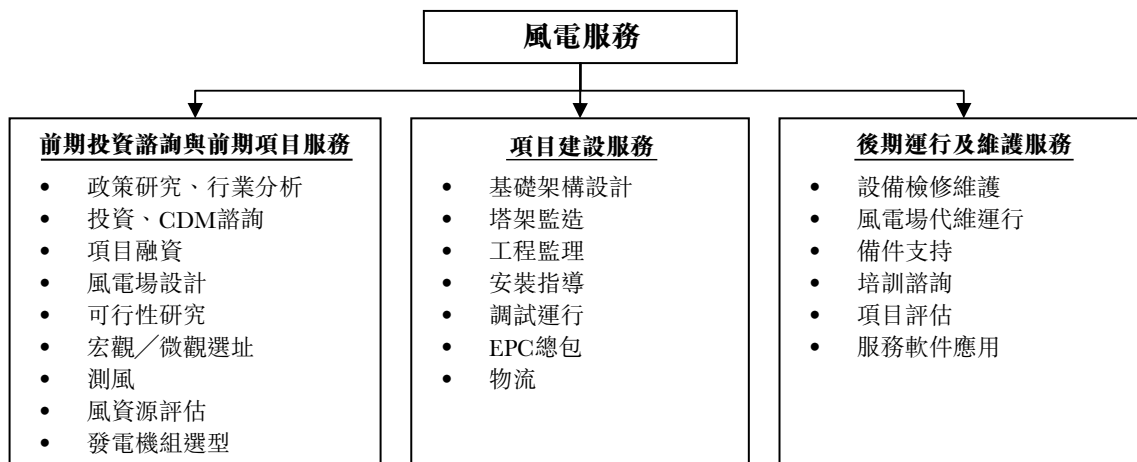 風電服務
前期投資諮詢與前期項目服務
• 政策研究、行業分析
• 投資、CDM諮詢
• 項目融資
• 風電場設計
• 可行性研究
• 宏觀╱微觀選址
• 測風
• 風資源評估
• 發電機組選型
項目建設服務
• 基礎架構設計
• 塔架監造
• 工程監理
• 安裝指導
• 調試運行
• EPC總包
• 物流
後期運行及維護服務
• 設備檢修維護
• 風電場代維運行
• 備件支持
• 培訓諮詢
• 項目評估
• 服務軟件應用